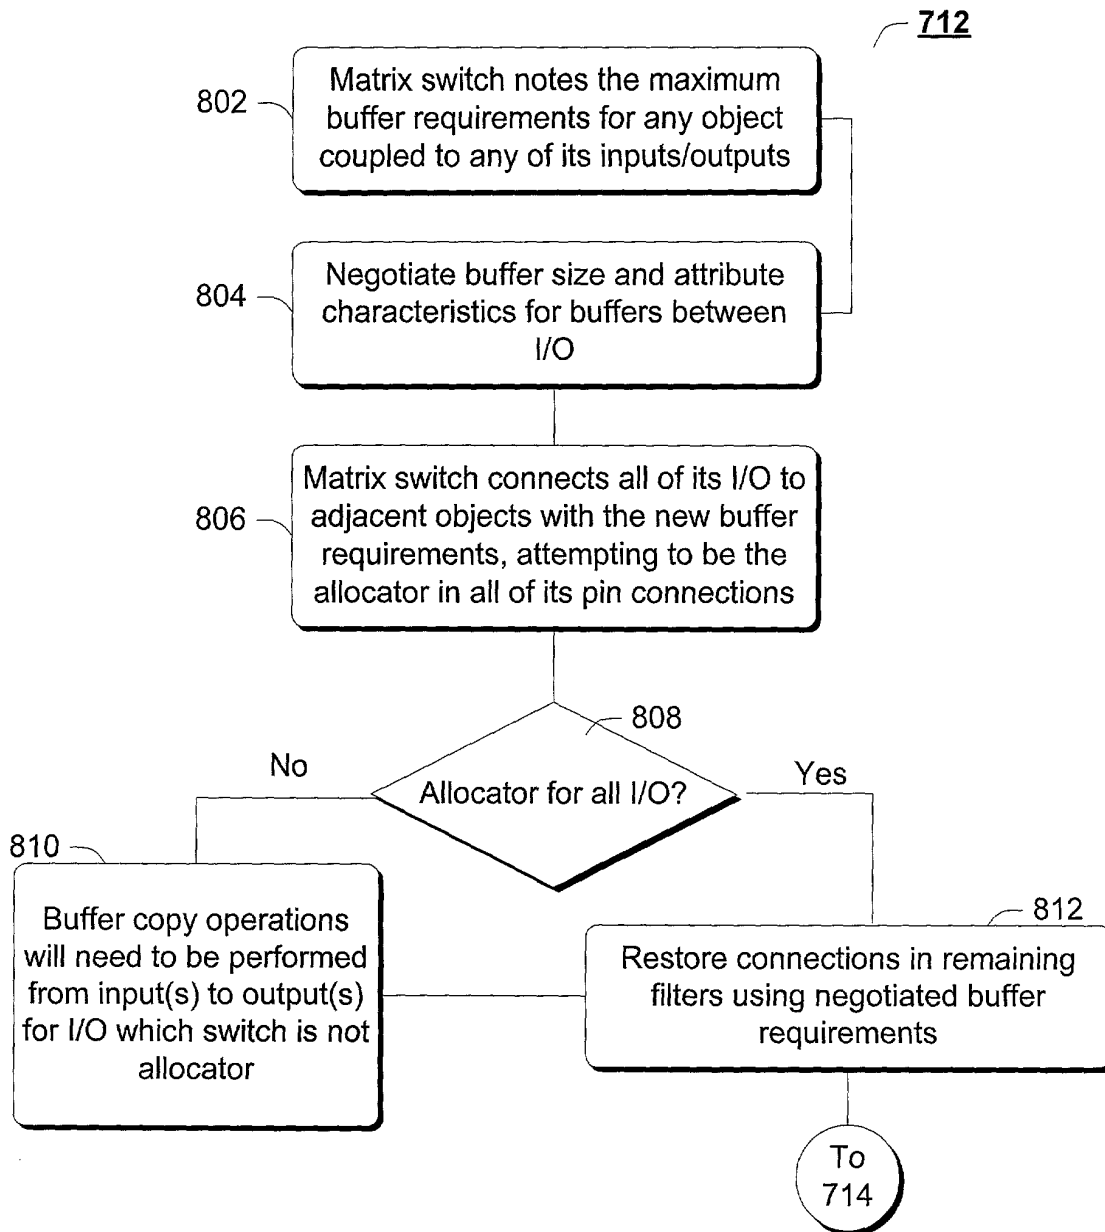 712
802
Matrix switch notes the maximum
buffer requirements for any object
coupled to any of its inputs/outputs
804
Negotiate buffer size and attribute
characteristics for buffers between
I/O
806
Matrix switch connects all of its I/O to
adjacent objects with the new buffer
requirements, attempting to be the
allocator in all of its pin connections
808
No
Allocator for all I/O?
Yes
810
Buffer copy operations
will need to be performed
from input(s) to output(s)
for I/O which switch is not
allocator
812
Restore connections in remaining
filters using negotiated buffer
requirements
To
714